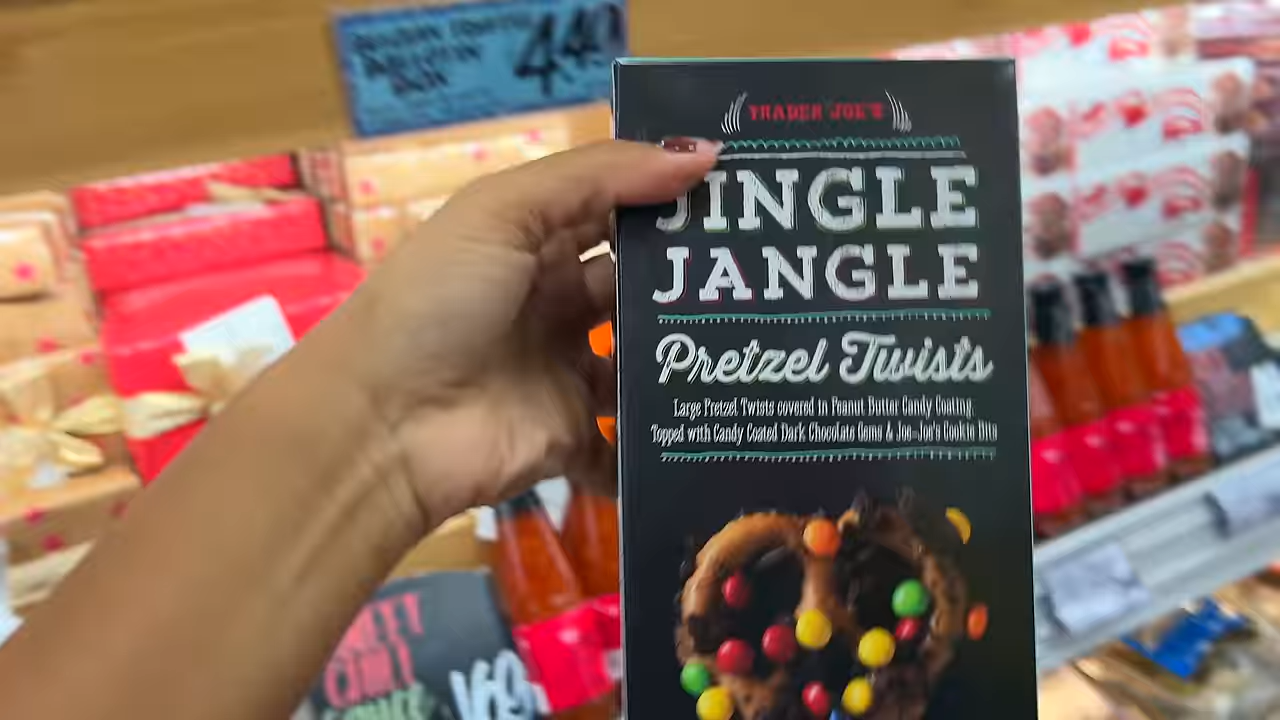 4.49
TRADER JOE'S
JINGLE
JANGLE
Pretzel Twists
Large Pretzel Twists covered in Peanut Butter Candy Coating,
Topped with Candy Coated Dark Chocolate Gems & Joe-Joe's Cookie Bits